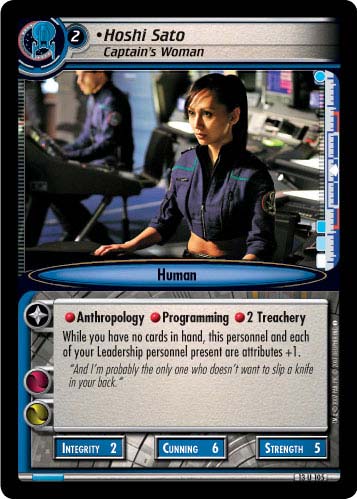 2
•Hoshi Sato
Captain's Woman
Human
Anthropology Programming 2 Treachery
While you have no cards in hand, this personnel and each
of your Leadership personnel present are attributes +1.
"And I'm probably the only one who doesn't want to slip a knife
in your back."
INTEGRITY 2 CUNNING 6 STRENGTH 5
13 U 105